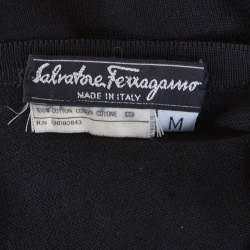 Salvatore Ferragamo
MADE IN ITALY
100% COTTON COTON COTONE
M
R.N.